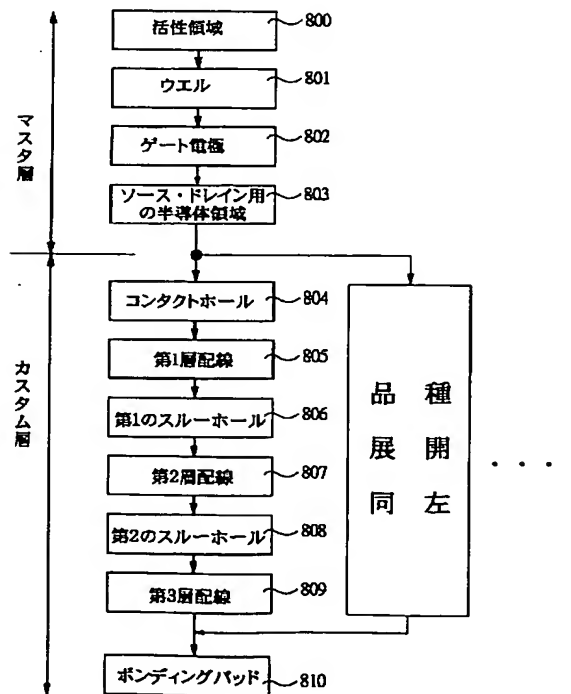 活性領域 800
ウエル 801
ゲート電極 802
ソース・ドレイン用
の半導体領域 803
マスタ層
コンタクトホール 804
第1層配線 805
第1のスルーホール 806
第2層配線 807
第2のスルーホール 808
第3層配線 809
ボンディングパッド 810
カスタム層
品種
展開
同左
・・・